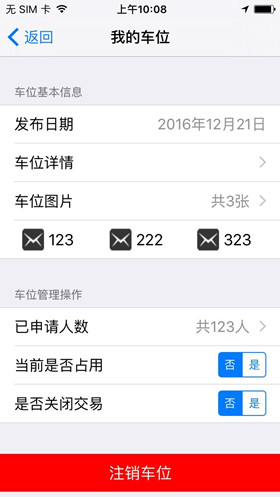 无 SIM 卡 上午10:08
返回 我的车位
车位基本信息
发布日期 2016年12月21日
车位详情
车位图片 共3张
123 222 323
车位管理操作
已申请人数 共123人
当前是否占用 否 是
是否关闭交易 否 是
注销车位